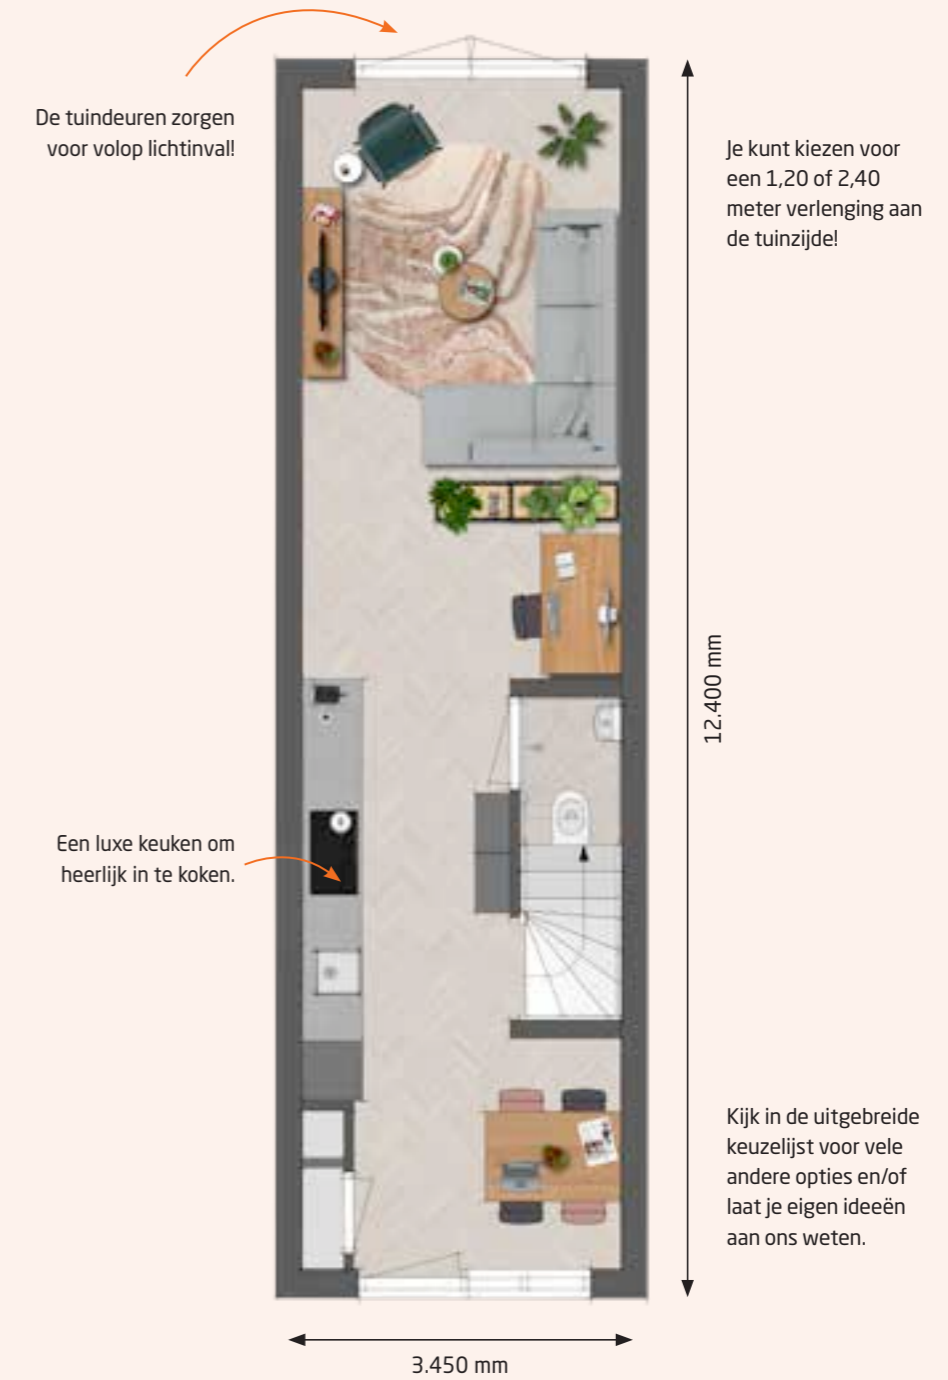 De tuindeuren zorgen
voor volop lichtinval!
Je kunt kiezen voor
een 1,20 of 2,40
meter verlenging aan
de tuinzijde!
12.400 mm
Een luxe keuken om
heerlijk in te koken.
Kijk in de uitgebreide
keuzelijst voor vele
andere opties en/of
laat je eigen ideeën
aan ons weten.
3.450 mm